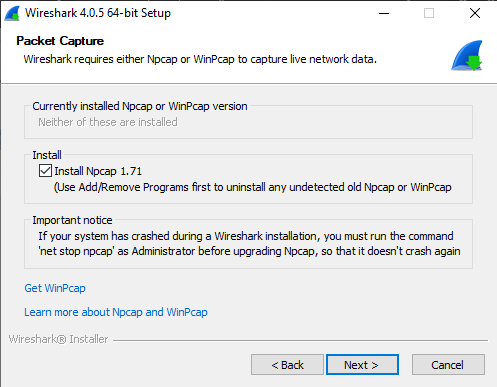 Wireshark 4.0.5 64-bit Setup
Packet Capture
Wireshark requires either Npcap or WinPcap to capture live network data.
Currently installed Npcap or WinPcap version
Neither of these are installed
Install
Install Npcap 1.71
(Use Add/Remove Programs first to uninstall any undetected old Npcap or WinPcap
Important notice
If your system has crashed during a Wireshark installation, you must run the command
'net stop npcap' as Administrator before upgrading Npcap, so that it doesn't crash again
Get WinPcap
Learn more about Npcap and WinPcap
Wireshark® Installer
< Back
Next >
Cancel